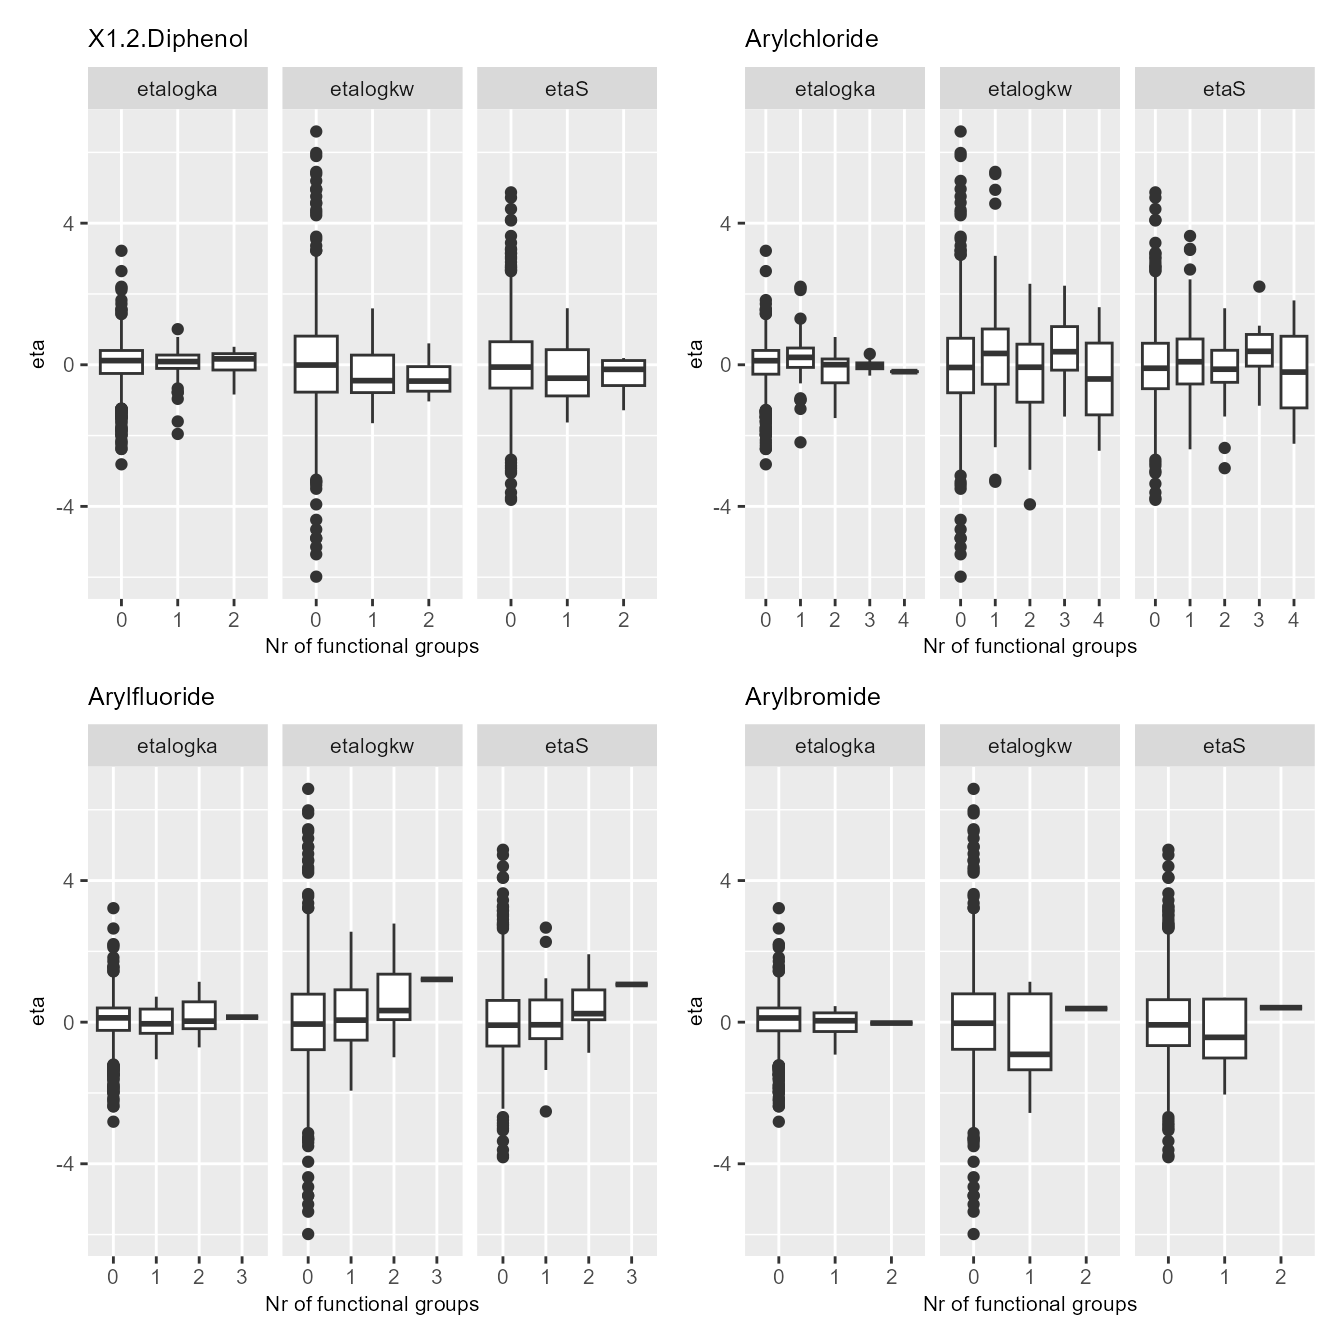 X1.2.Diphenol
etalogka etalogkw etaS
eta
4
0
-4
0 1 2 0 1 2 0 1 2
Nr of functional groups
Arylchloride
etalogka etalogkw etaS
eta
4
0
-4
0 1 2 3 4 0 1 2 3 4 0 1 2 3 4
Nr of functional groups
Arylfluoride
etalogka etalogkw etaS
eta
4
0
-4
0 1 2 3 0 1 2 3 0 1 2 3
Nr of functional groups
Arylbromide
etalogka etalogkw etaS
eta
4
0
-4
0 1 2 0 1 2 0 1 2
Nr of functional groups